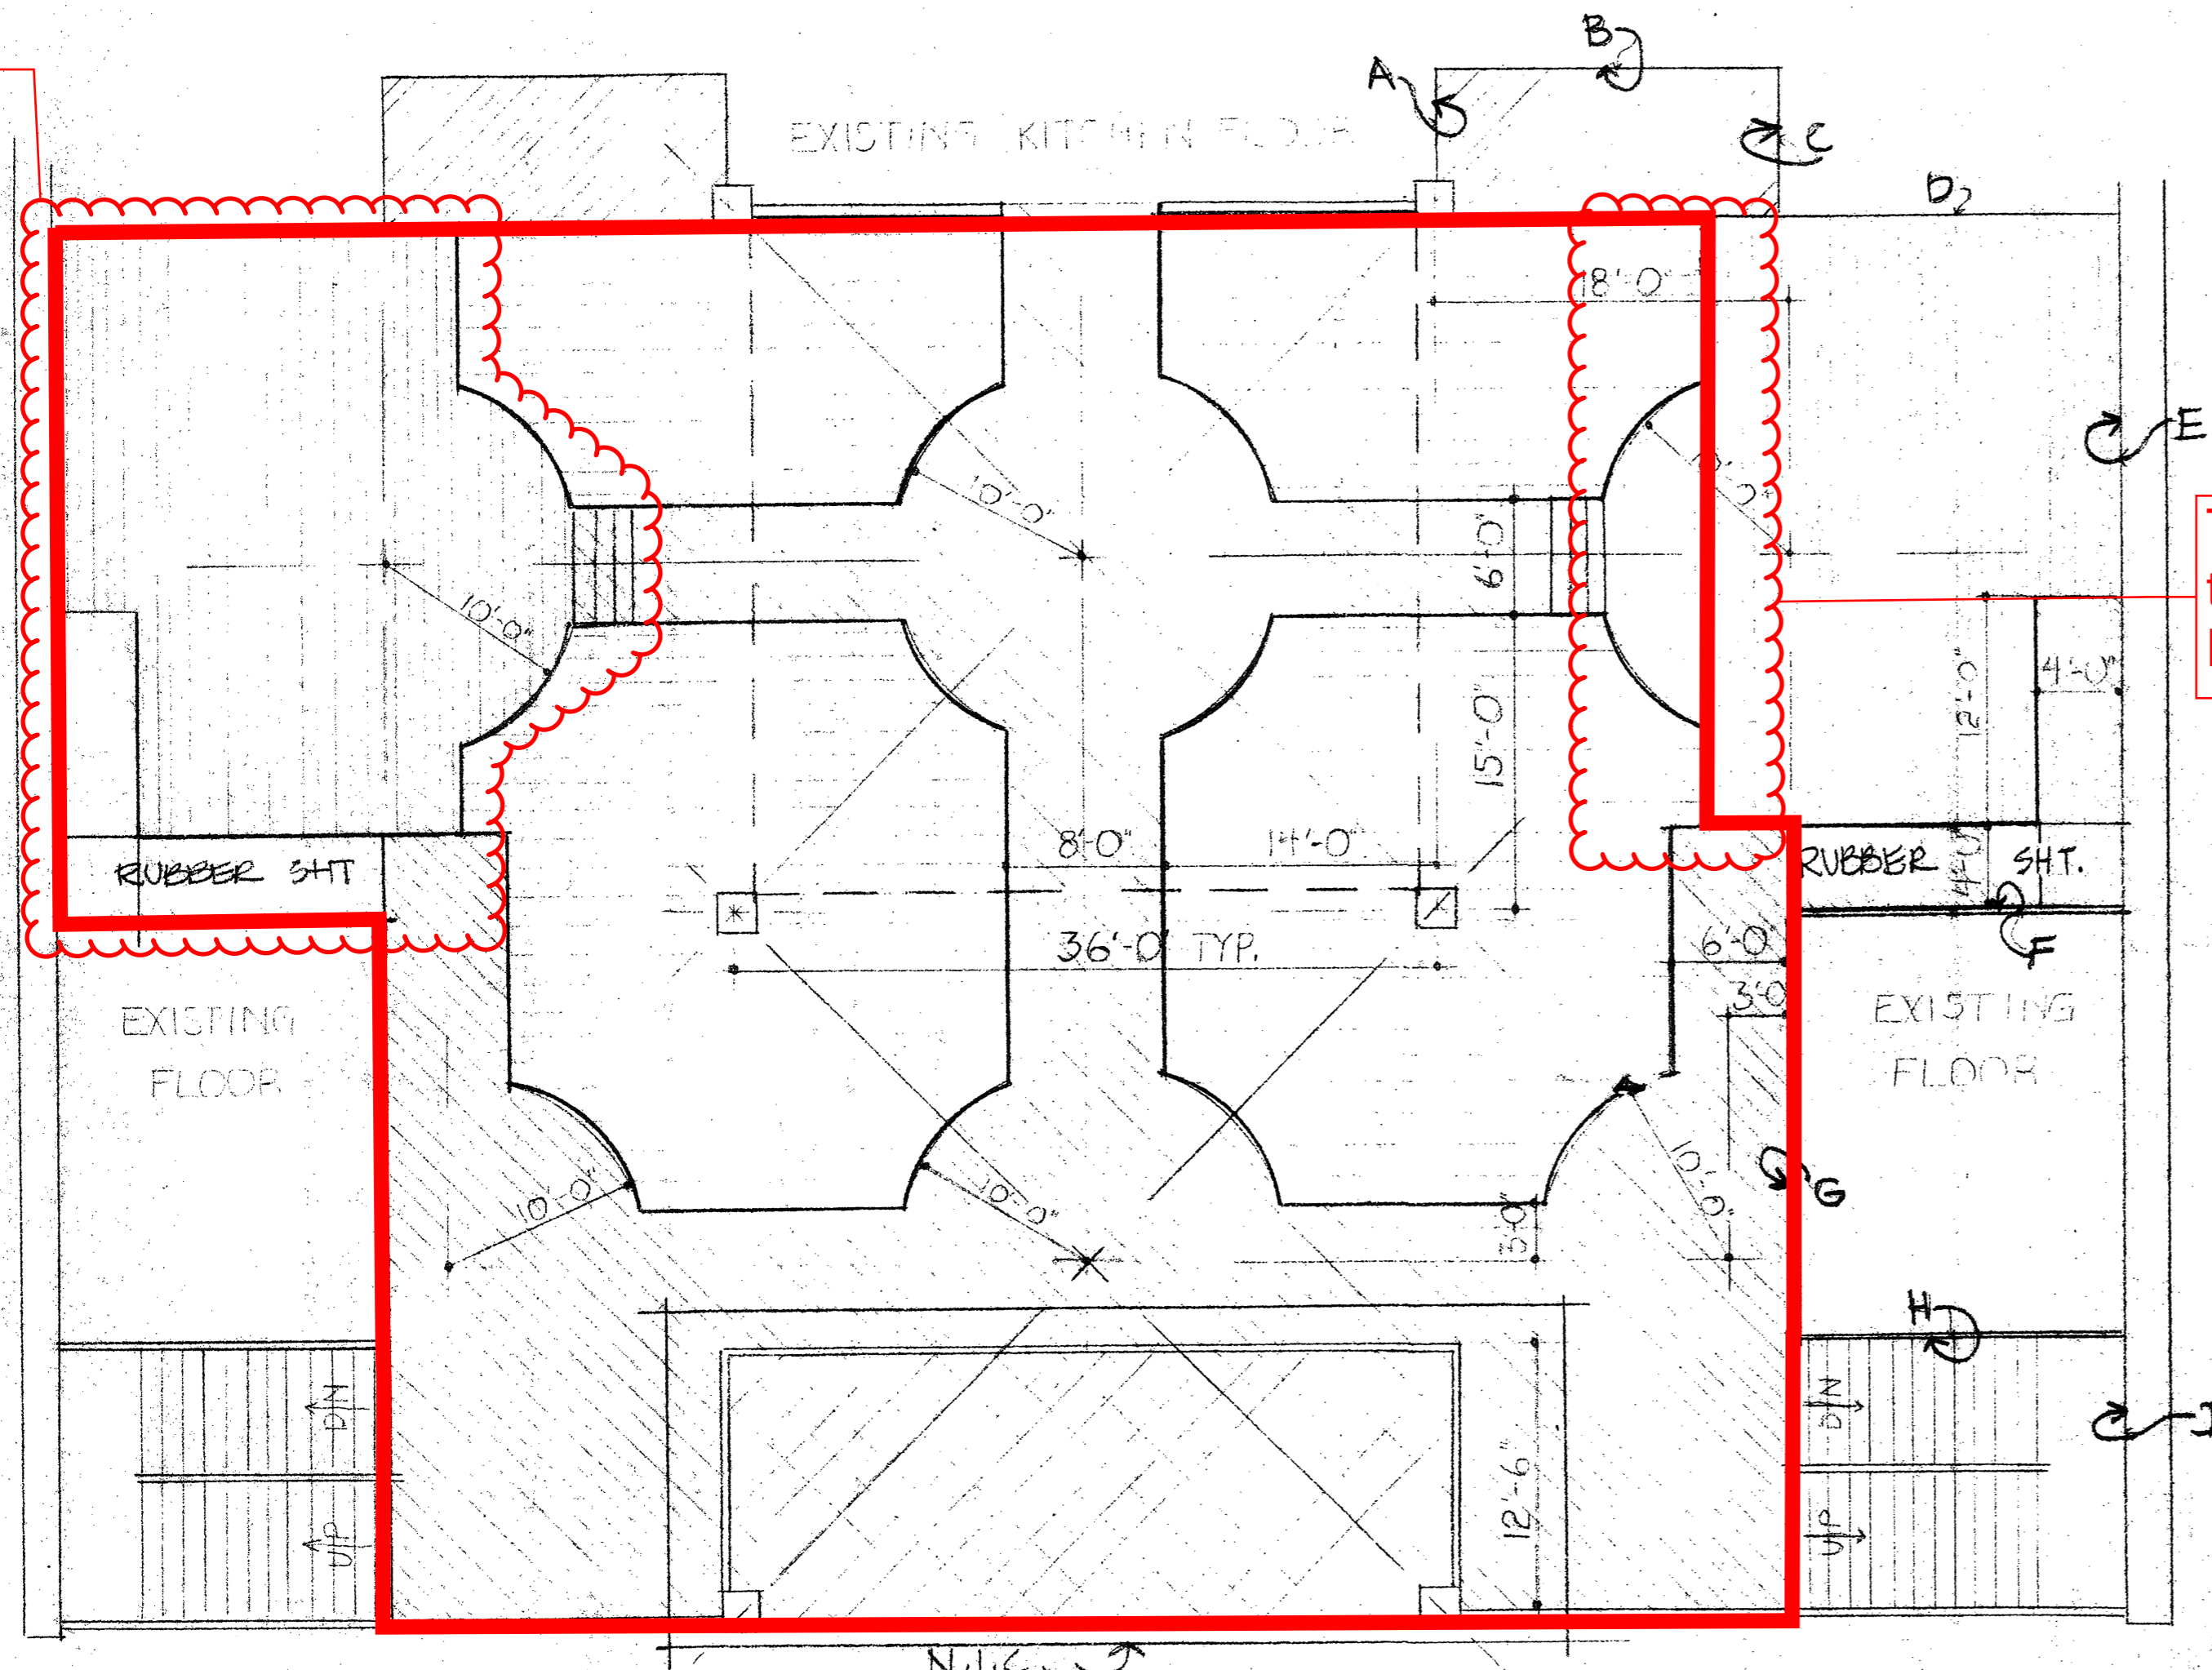 B
A
C
EXISTING KITCHEN FLOOR
D
18'-0"
E
10'-0"
6'-0"
10'-0"
12'-0"
4'-0"
15'-0"
8'-0"
14'-0"
RUBBER SHT
RUBBER SHT.
4'-0"
36'-0" TYP.
6'-0"
F
3'-0
EXISTING
FLOOR
EXISTING
FLOOR
10'-0"
10'-0"
10'-0"
G
5'-0"
H
DN
DN
J
12'-6"
UP
UP
N.I.C.